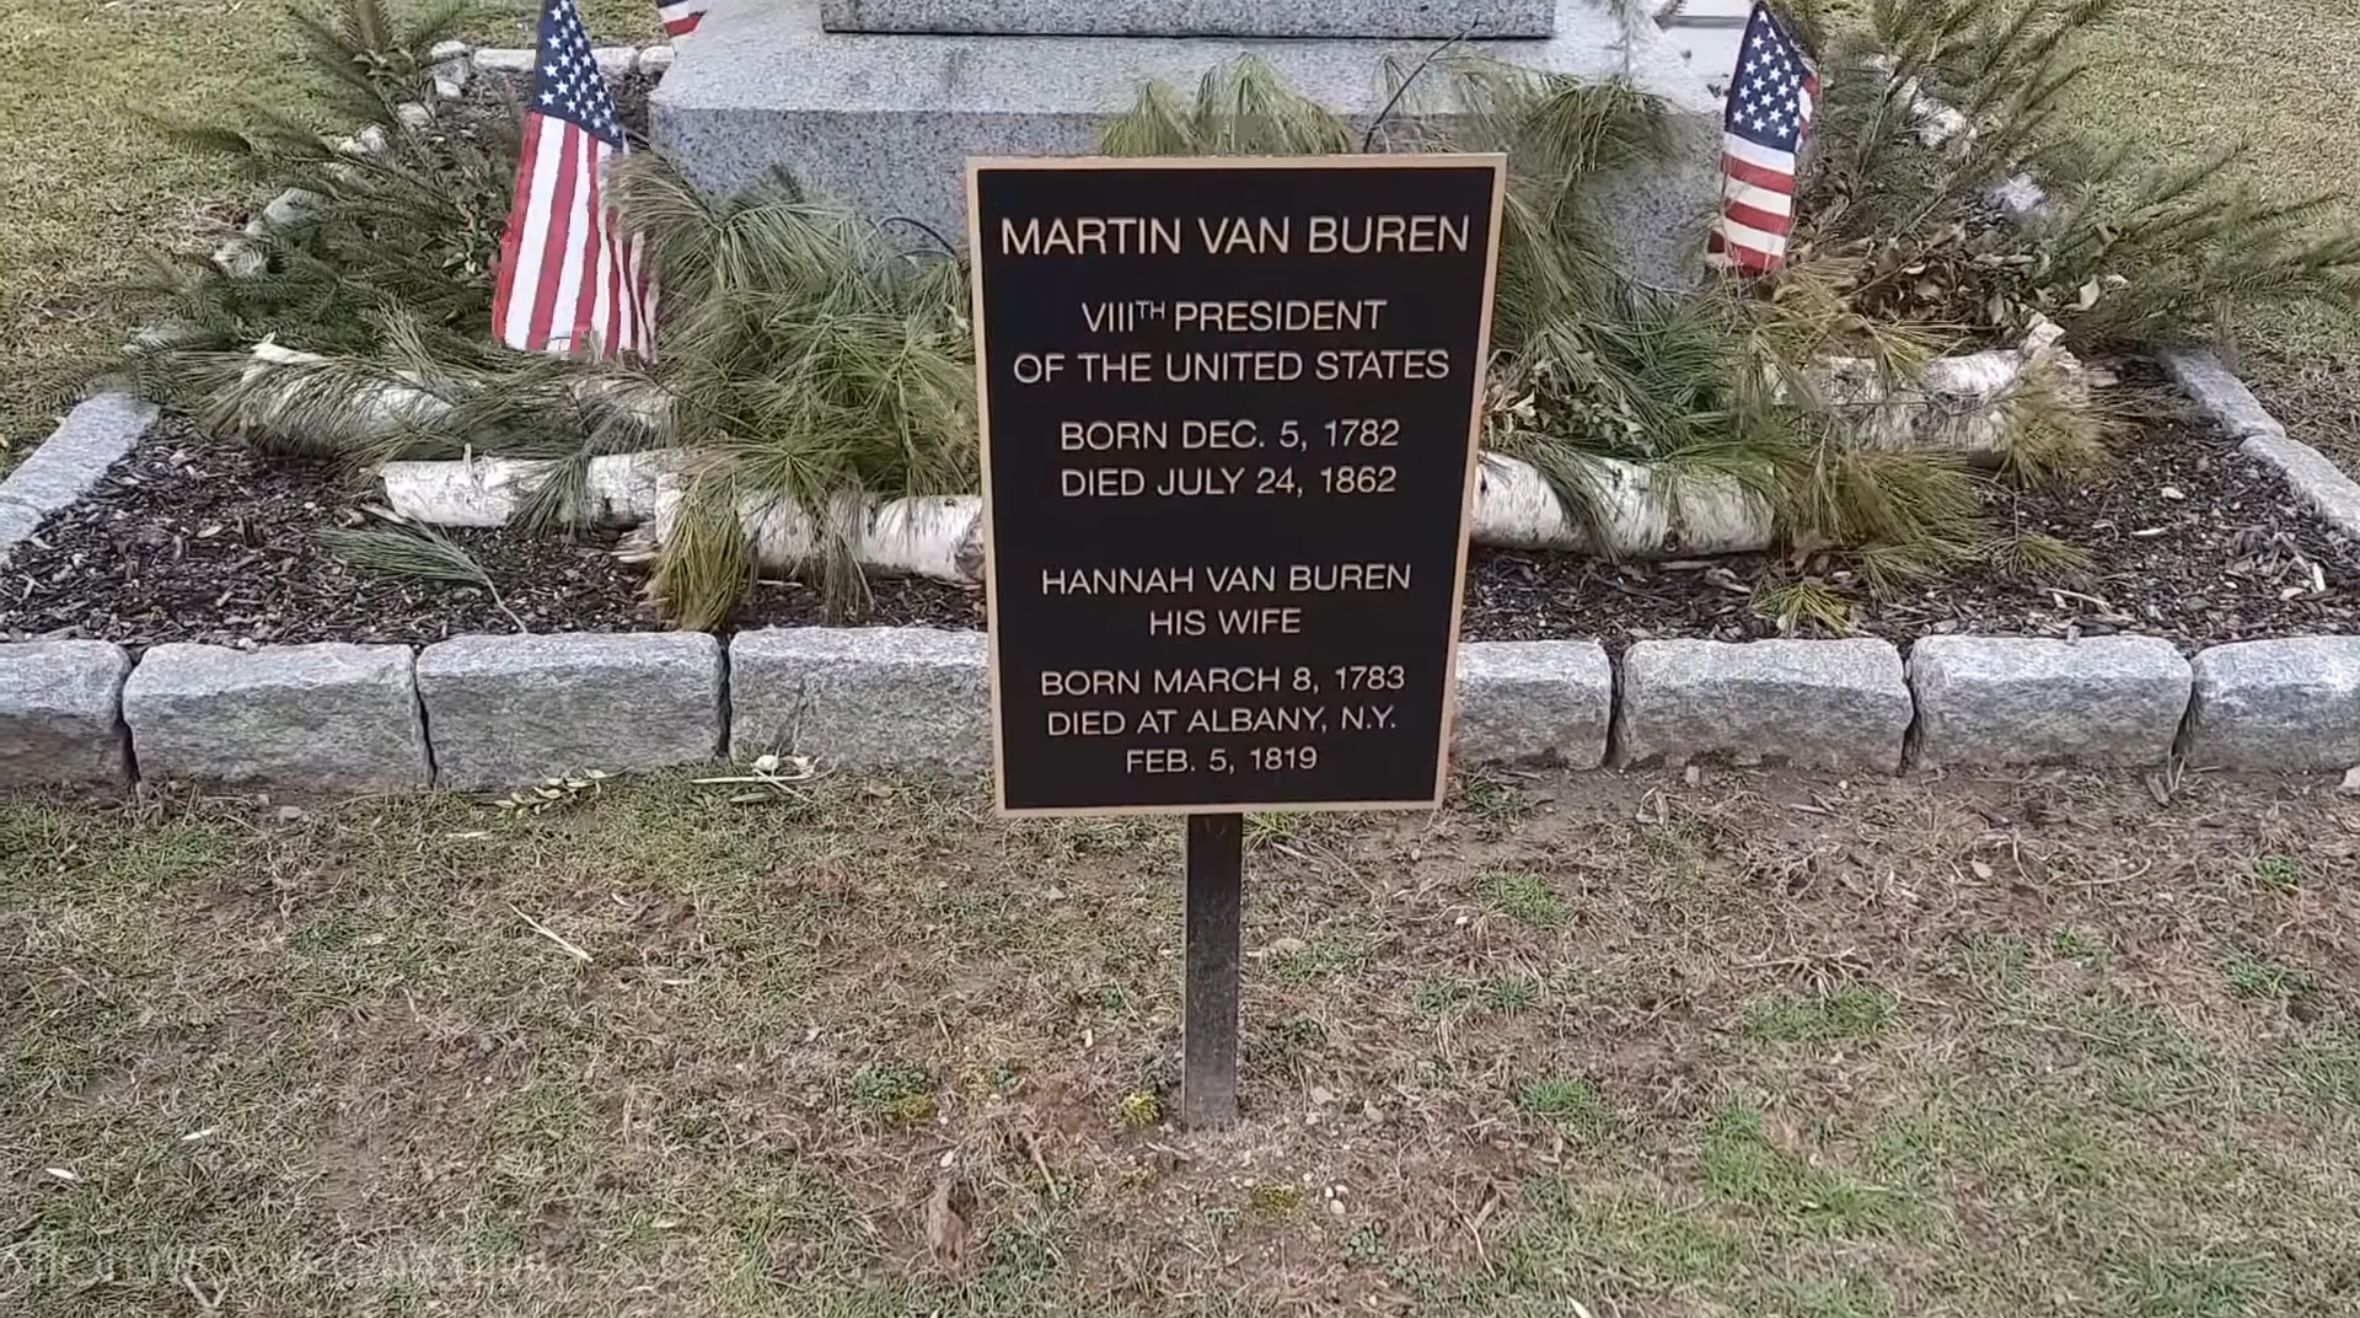 MARTIN VAN BUREN
VIIITH PRESIDENT
OF THE UNITED STATES
BORN DEC. 5, 1782
DIED JULY 24, 1862
HANNAH VAN BUREN
HIS WIFE
BORN MARCH 8, 1783
DIED AT ALBANY, N.Y.
FEB. 5, 1819